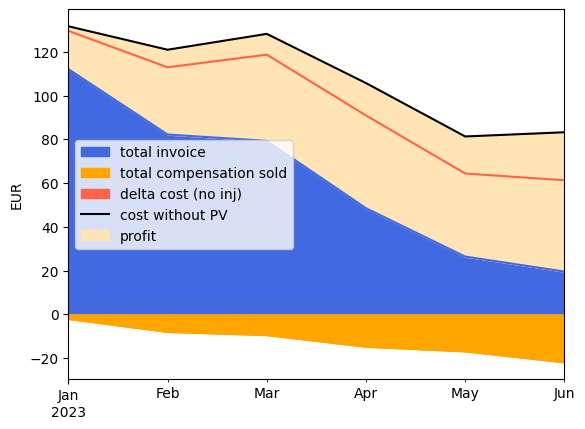 120
100
80
60
40
20
0
−20
EUR
total invoice
total compensation sold
delta cost (no inj)
cost without PV
profit
Jan Feb Mar Apr May Jun
2023